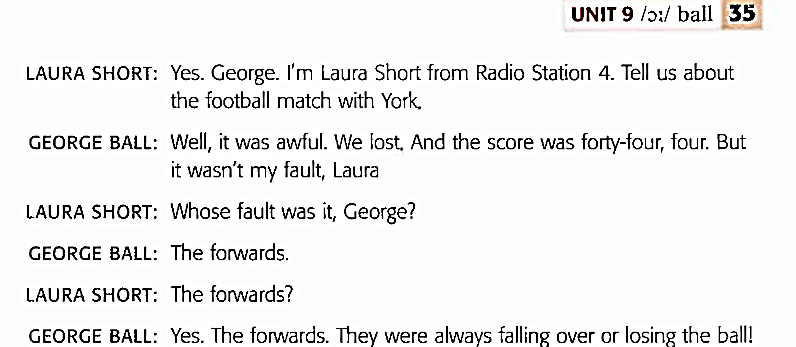 UNIT 9 /ɔː/ ball 35
LAURA SHORT: Yes. George. I'm Laura Short from Radio Station 4. Tell us about
the football match with York.
GEORGE BALL: Well, it was awful. We lost. And the score was forty-four, four. But
it wasn't my fault, Laura
LAURA SHORT: Whose fault was it, George?
GEORGE BALL: The forwards.
LAURA SHORT: The forwards?
GEORGE BALL: Yes. The forwards. They were always falling over or losing the ball!